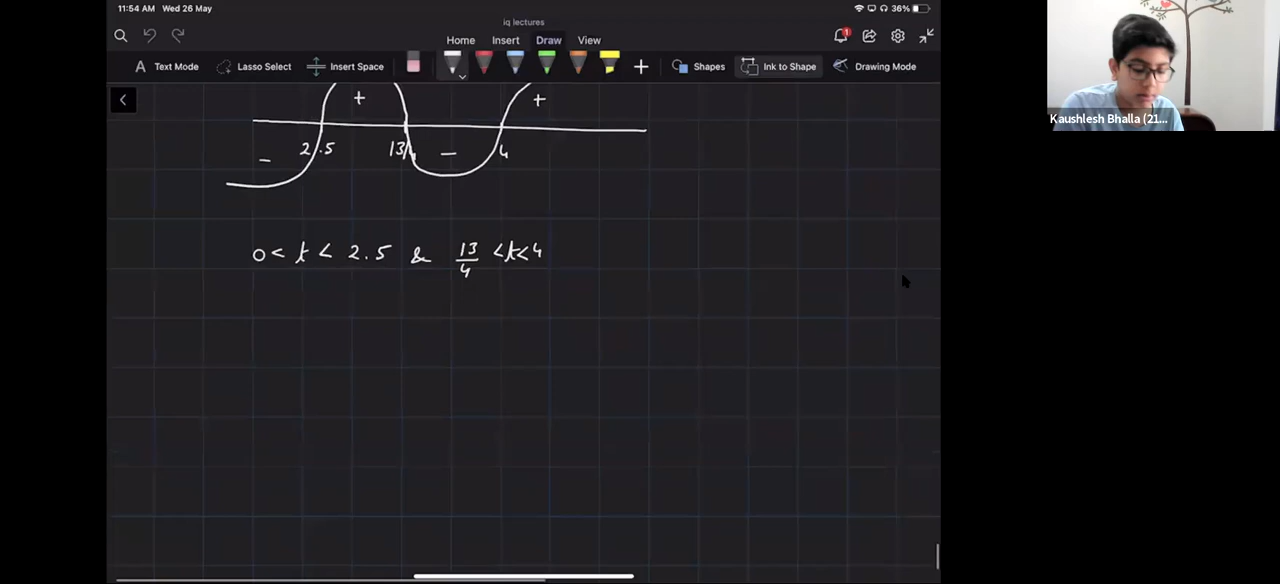 11:54 AM Wed 26 May
36%
iq lectures
Home Insert Draw View
1
A Text Mode Lasso Select Insert Space Shapes Ink to Shape Drawing Mode
+ +
2.5 13/4 4
− −
0 < t < 2.5 & 13/4 < t < 4
Kaushlesh Bhalla (21...